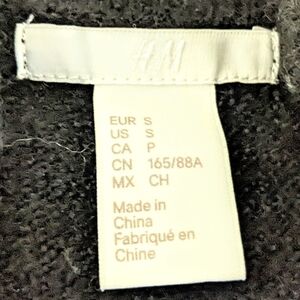 H&M
EUR S
US S
CA P
CN 165/88A
MX CH
Made in
China
Fabriqué en
Chine